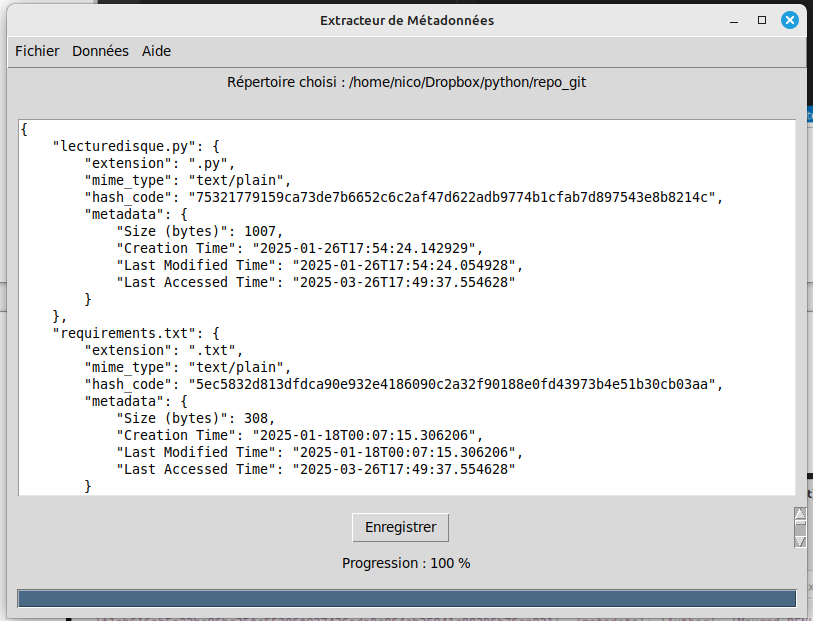 Extracteur de Métadonnées
Fichier Données Aide
Répertoire choisi : /home/nico/Dropbox/python/repo_git
{
    "lecturedisque.py": {
        "extension": ".py",
        "mime_type": "text/plain",
        "hash_code": "75321779159ca73de7b6652c6c2af47d622adb9774b1cfab7d897543e8b8214c",
        "metadata": {
            "Size (bytes)": 1007,
            "Creation Time": "2025-01-26T17:54:24.142929",
            "Last Modified Time": "2025-01-26T17:54:24.054928",
            "Last Accessed Time": "2025-03-26T17:49:37.554628"
        }
    },
    "requirements.txt": {
        "extension": ".txt",
        "mime_type": "text/plain",
        "hash_code": "5ec5832d813dfdca90e932e4186090c2a32f90188e0fd43973b4e51b30cb03aa",
        "metadata": {
            "Size (bytes)": 308,
            "Creation Time": "2025-01-18T00:07:15.306206",
            "Last Modified Time": "2025-01-18T00:07:15.306206",
            "Last Accessed Time": "2025-03-26T17:49:37.554628"
        }
Enregistrer
Progression : 100 %